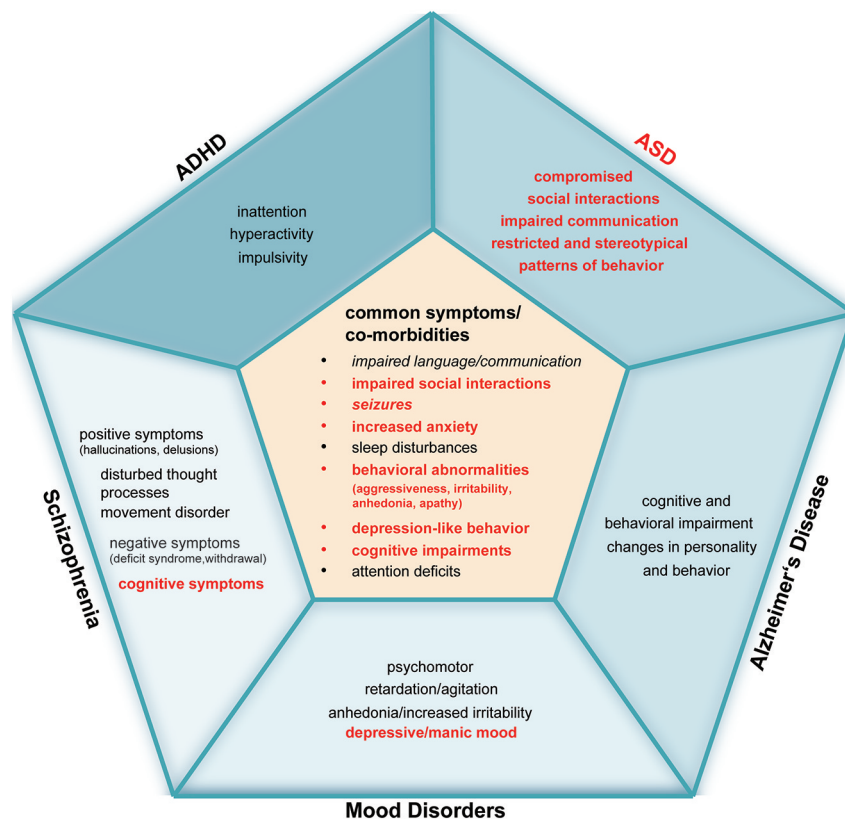 ADHD
inattention
hyperactivity
impulsivity
ASD
compromised
social interactions
impaired communication
restricted and stereotypical
patterns of behavior
common symptoms/
co-morbidities
• impaired language/communication
• impaired social interactions
• seizures
• increased anxiety
• sleep disturbances
• behavioral abnormalities
(aggressiveness, irritability,
anhedonia, apathy)
• depression-like behavior
• cognitive impairments
• attention deficits
Schizophrenia
positive symptoms
(hallucinations, delusions)
disturbed thought
processes
movement disorder
negative symptoms
(deficit syndrome,withdrawal)
cognitive symptoms
Alzheimer‘s Disease
cognitive and
behavioral impairment
changes in personality
and behavior
psychomotor
retardation/agitation
anhedonia/increased irritability
depressive/manic mood
Mood Disorders